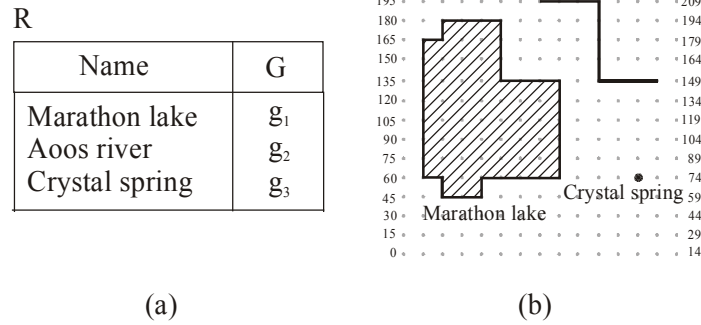 R
Name G
Marathon lake g₁
Aoos river g₂
Crystal spring g₃
(a)
195 209
180 194
165 179
150 164
135 149
120 134
105 119
90 104
75 89
60 74
45 Crystal spring 59
30 Marathon lake 44
15 29
0 14
(b)